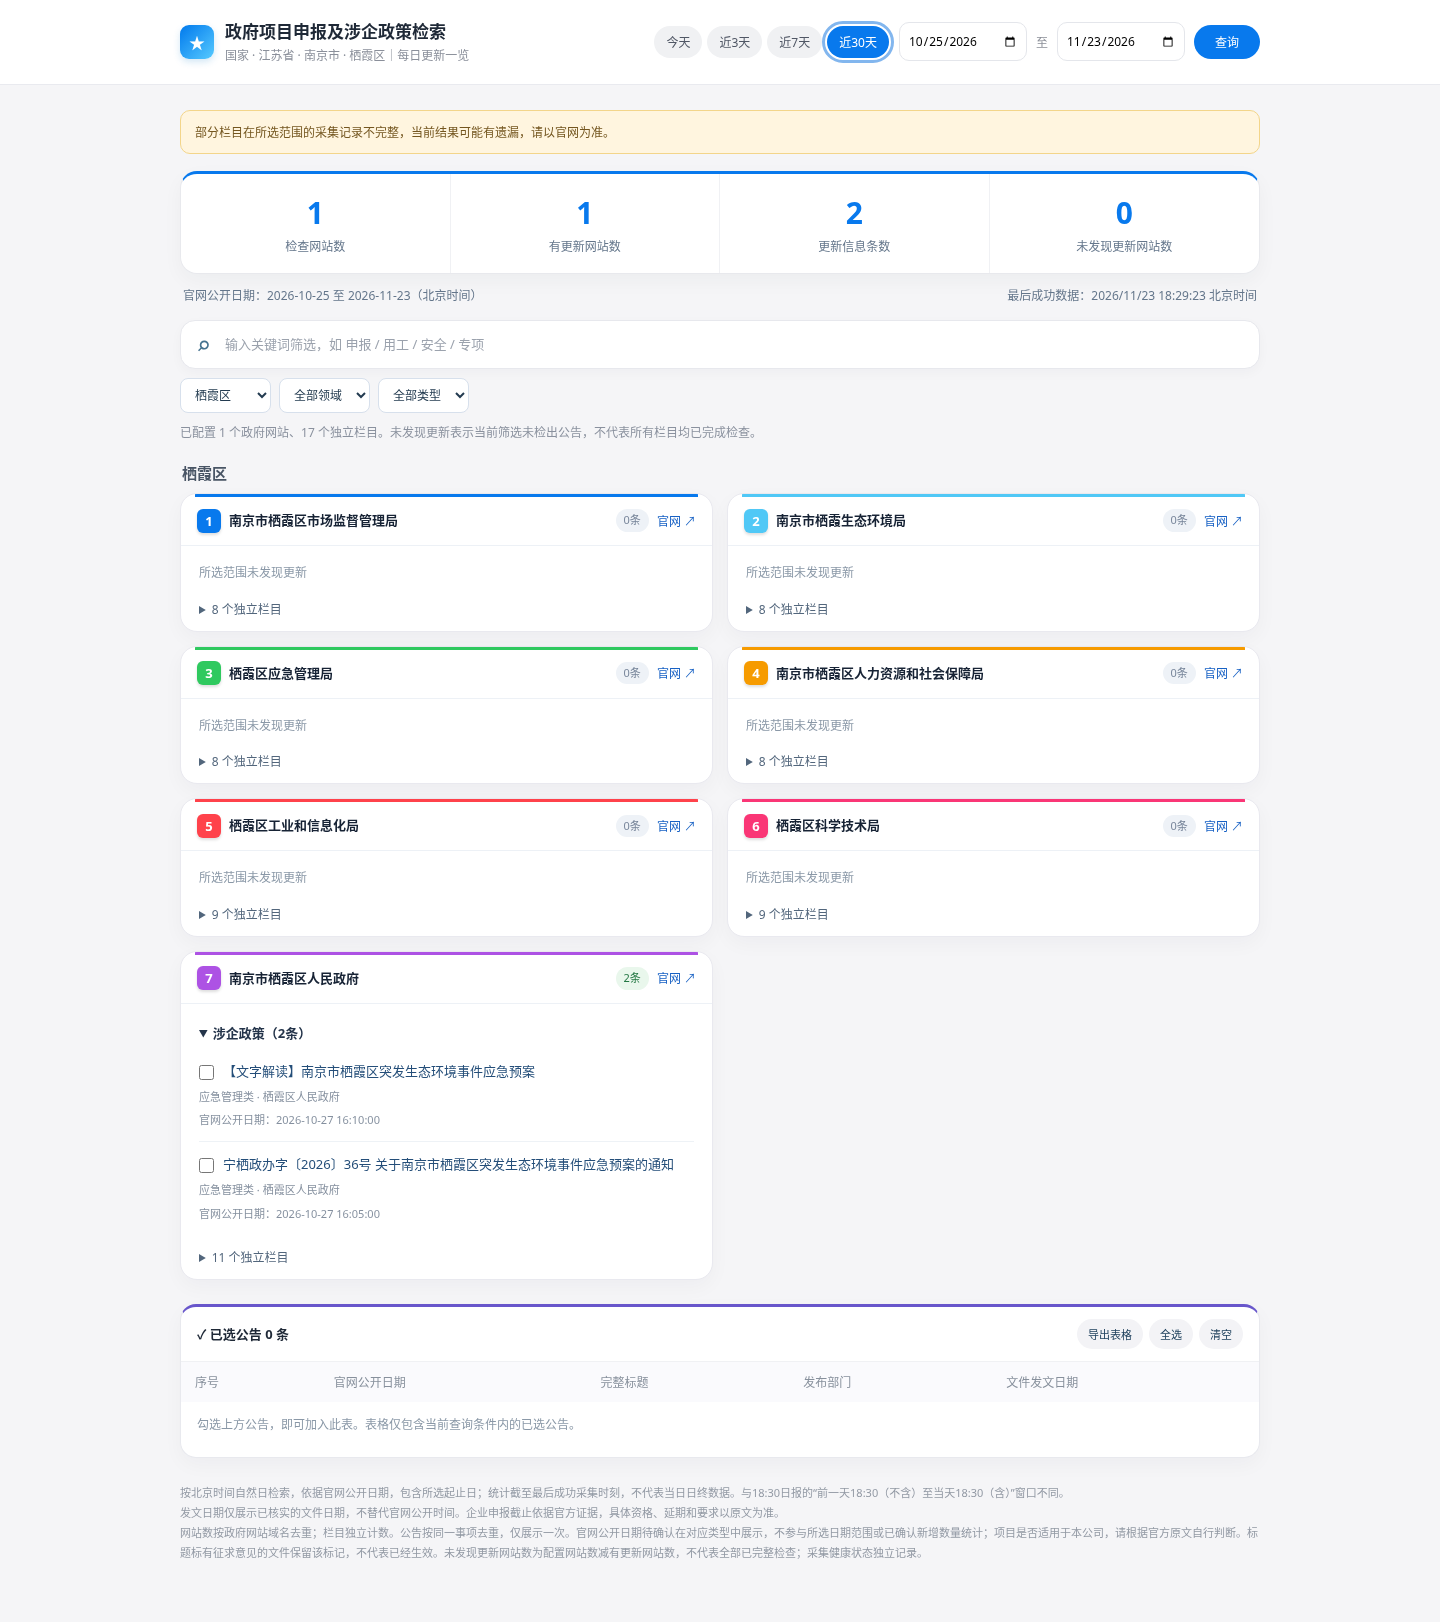 政府项目申报及涉企政策检索
国家 · 江苏省 · 南京市 · 栖霞区｜每日更新一览
今天 近3天 近7天 近30天 10/25/2026 至 11/23/2026 查询
部分栏目在所选范围的采集记录不完整，当前结果可能有遗漏，请以官网为准。
1 1 2 0
检查网站数 有更新网站数 更新信息条数 未发现更新网站数
官网公开日期：2026-10-25 至 2026-11-23（北京时间） 最后成功数据：2026/11/23 18:29:23 北京时间
输入关键词筛选，如 申报 / 用工 / 安全 / 专项
栖霞区 全部领域 全部类型
已配置 1 个政府网站、17 个独立栏目。未发现更新表示当前筛选未检出公告，不代表所有栏目均已完成检查。
栖霞区
1 南京市栖霞区市场监督管理局 0条 官网 ↗
所选范围未发现更新
▶ 8 个独立栏目
2 南京市栖霞生态环境局 0条 官网 ↗
所选范围未发现更新
▶ 8 个独立栏目
3 栖霞区应急管理局 0条 官网 ↗
所选范围未发现更新
▶ 8 个独立栏目
4 南京市栖霞区人力资源和社会保障局 0条 官网 ↗
所选范围未发现更新
▶ 8 个独立栏目
5 栖霞区工业和信息化局 0条 官网 ↗
所选范围未发现更新
▶ 9 个独立栏目
6 栖霞区科学技术局 0条 官网 ↗
所选范围未发现更新
▶ 9 个独立栏目
7 南京市栖霞区人民政府 2条 官网 ↗
▼ 涉企政策（2条）
【文字解读】南京市栖霞区突发生态环境事件应急预案
应急管理类 · 栖霞区人民政府
官网公开日期：2026-10-27 16:10:00
宁栖政办字〔2026〕36号 关于南京市栖霞区突发生态环境事件应急预案的通知
应急管理类 · 栖霞区人民政府
官网公开日期：2026-10-27 16:05:00
▶ 11 个独立栏目
✓ 已选公告 0 条 导出表格 全选 清空
序号 官网公开日期 完整标题 发布部门 文件发文日期
勾选上方公告，即可加入此表。表格仅包含当前查询条件内的已选公告。
按北京时间自然日检索，依据官网公开日期，包含所选起止日；统计截至最后成功采集时刻，不代表当日日终数据。与18:30日报的“前一天18:30（不含）至当天18:30（含）”窗口不同。
发文日期仅展示已核实的文件日期，不替代官网公开时间。企业申报截止依据官方证据，具体资格、延期和要求以原文为准。
网站数按政府网站域名去重；栏目独立计数。公告按同一事项去重，仅展示一次。官网公开日期待确认在对应类型中展示，不参与所选日期范围或已确认新增数量统计；项目是否适用于本公司，请根据官方原文自行判断。标
题标有征求意见的文件保留该标记，不代表已经生效。未发现更新网站数为配置网站数减有更新网站数，不代表全部已完整检查；采集健康状态独立记录。